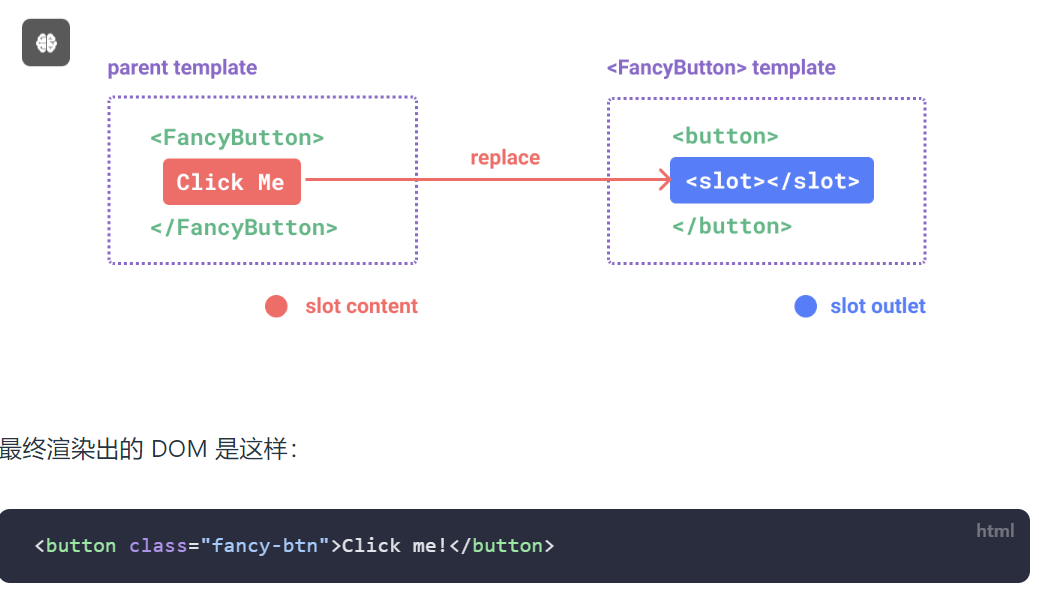 parent template
<FancyButton> template
<FancyButton>
Click Me
</FancyButton>
replace
<button>
<slot></slot>
</button>
slot content
slot outlet
最终渲染出的 DOM 是这样：
html
<button class="fancy-btn">Click me!</button>